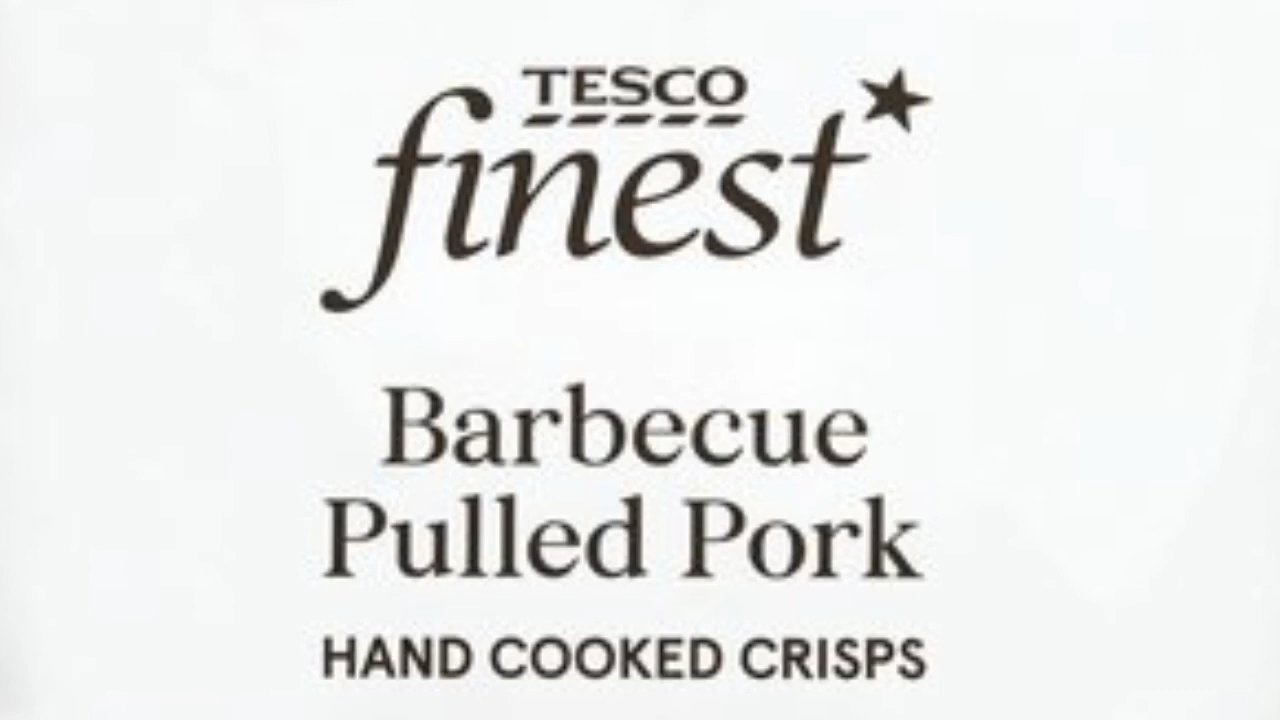 TESCO
finest*
Barbecue
Pulled Pork
HAND COOKED CRISPS